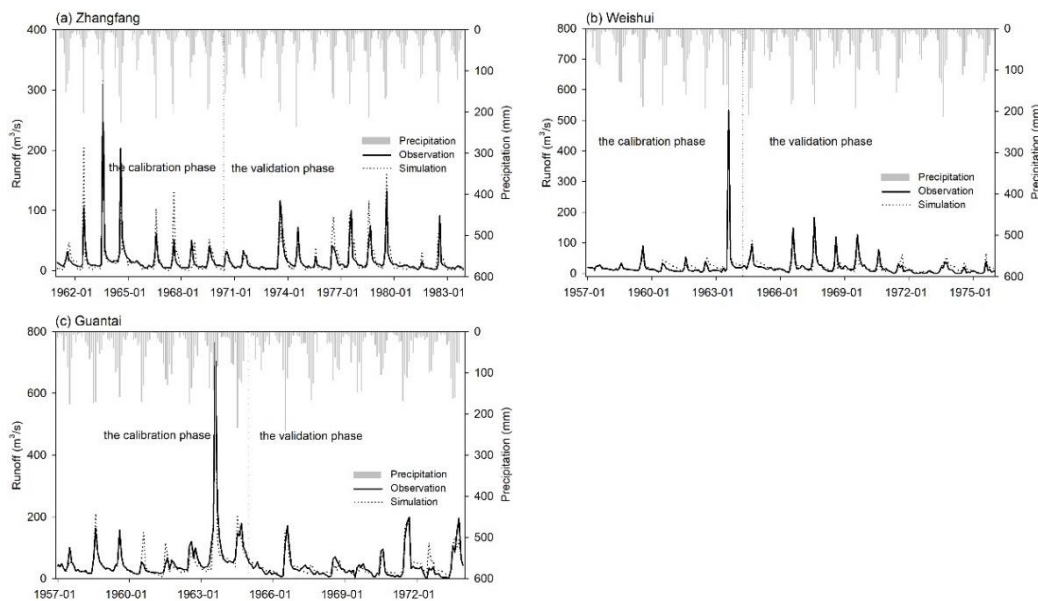 (a) Zhangfang
400
300
200
100
0
Runoff (m³/s)
0
100
200
300
400
500
600
Precipitation (mm)
the calibration phase
the validation phase
Precipitation
Observation
Simulation
1962-01 1965-01 1968-01 1971-01 1974-01 1977-01 1980-01 1983-01
(b) Weishui
800
700
600
500
400
300
200
100
0
Runoff (m³/s)
0
100
200
300
400
500
600
Precipitation (mm)
the calibration phase
the validation phase
Precipitation
Observation
Simulation
1957-01 1960-01 1963-01 1966-01 1969-01 1972-01 1975-01
(c) Guantai
800
600
400
200
0
Runoff (m³/s)
0
100
200
300
400
500
600
Precipitation (mm)
the calibration phase
the validation phase
Precipitation
Observation
Simulation
1957-01 1960-01 1963-01 1966-01 1969-01 1972-01